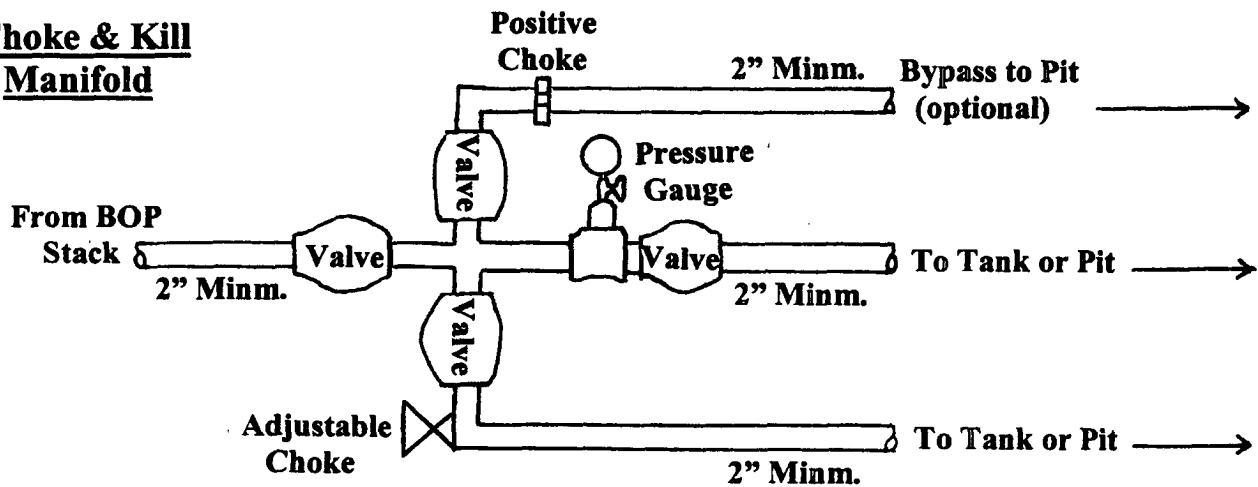 hoke & Kill
Manifold
Positive
Choke
2" Minm.
Bypass to Pit
(optional)
Valve
Pressure
Gauge
From BOP
Stack
Valve
Valve
To Tank or Pit
2" Minm.
2" Minm.
Valve
Adjustable
Choke
To Tank or Pit
2" Minm.